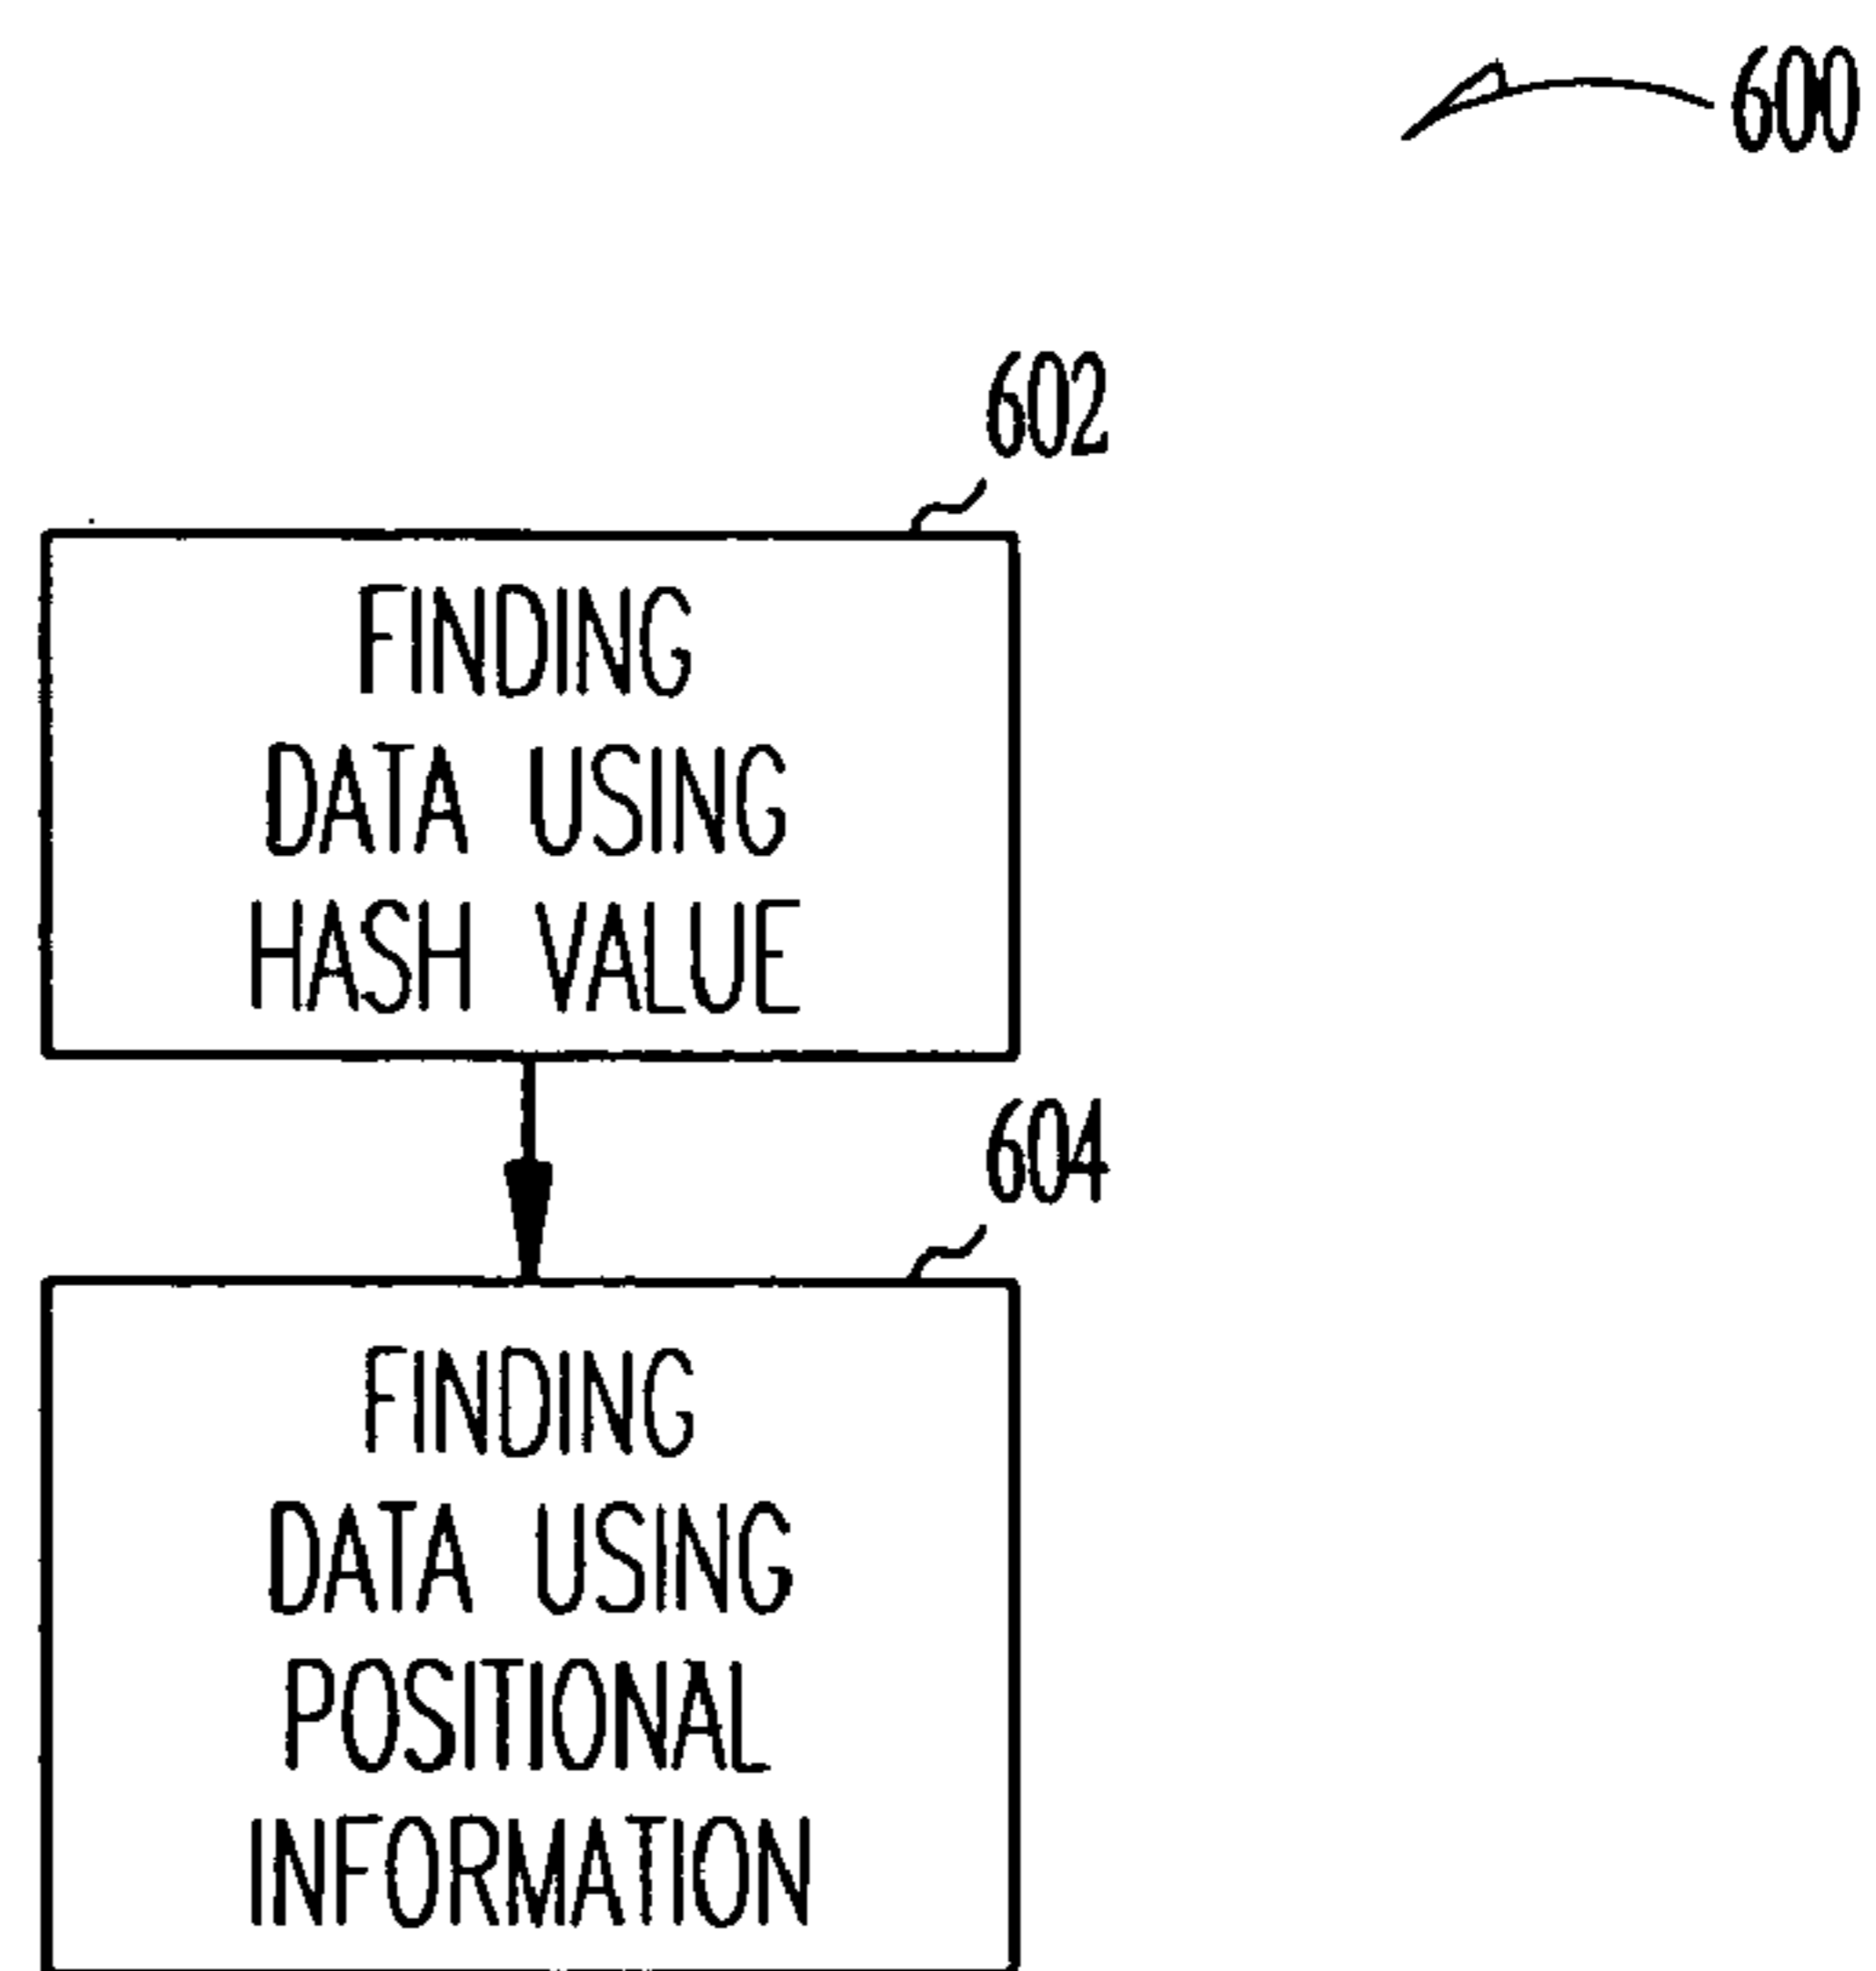 600
602
FINDING
DATA USING
HASH VALUE
604
FINDING
DATA USING
POSITIONAL
INFORMATION